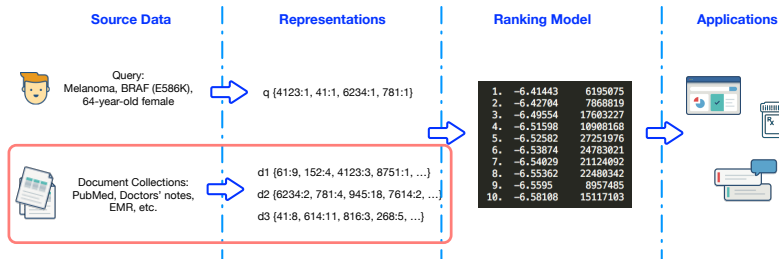 Source Data
Representations
Ranking Model
Applications
Query:
Melanoma, BRAF (E586K),
64-year-old female
q {4123:1, 41:1, 6234:1, 781:1}
Document Collections:
PubMed, Doctors' notes,
EMR, etc.
d1 {61:9, 152:4, 4123:3, 8751:1, ...}
d2 {6234:2, 781:4, 945:18, 7614:2, ...}
d3 {41:8, 614:11, 816:3, 268:5, ...}
1. -6.41443 6195075
2. -6.42704 7868819
3. -6.49554 17603227
4. -6.51598 10908168
5. -6.52582 27251976
6. -6.53874 24783021
7. -6.54029 21124092
8. -6.55362 22480342
9. -6.5595 8957485
10. -6.58108 15117103
Rx